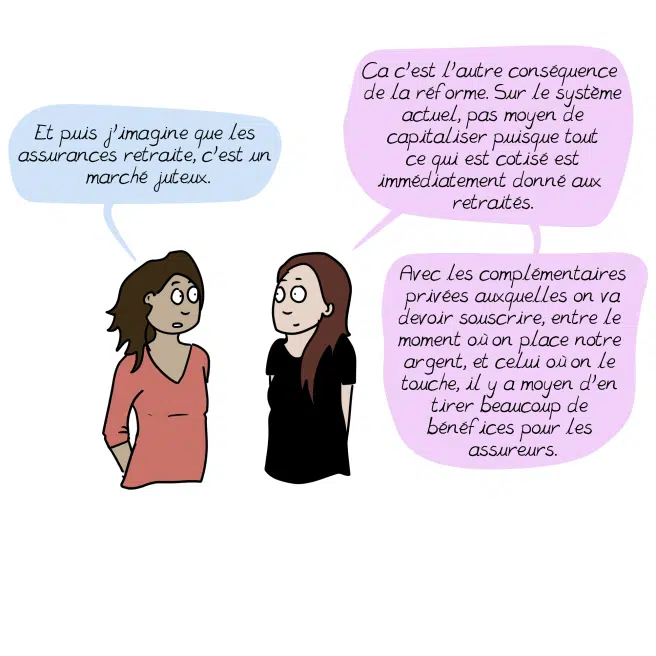 Et puis j'imagine que les
assurances retraite, c'est un
marché juteux.
Ca c'est l'autre conséquence
de la réforme. Sur le système
actuel, pas moyen de
capitaliser puisque tout
ce qui est cotisé est
immédiatement donné aux
retraités.
Avec les complémentaires
privées auxquelles on va
devoir souscrire, entre le
moment où on place notre
argent, et celui où on le
touche, il y a moyen d'en
tirer beaucoup de
bénéfices pour les
assureurs.